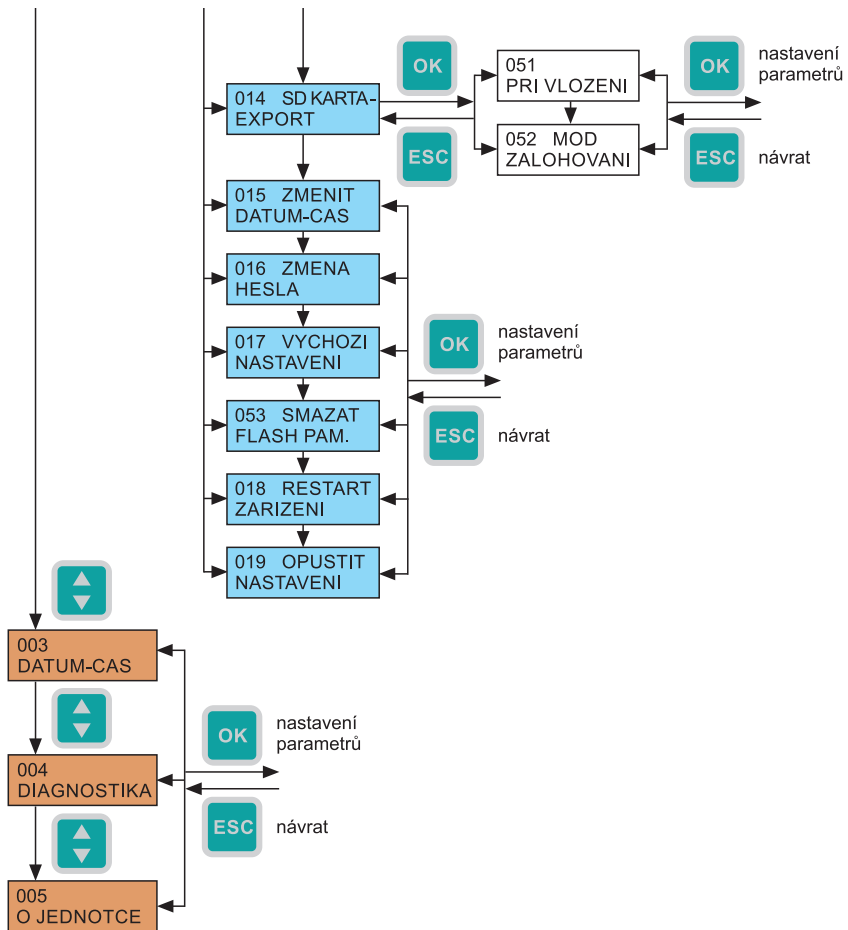 OK
051
PRI VLOZENI
OK
nastavení
parametrů
014 SD KARTA-
EXPORT
ESC
052 MOD
ZALOHOVANI
ESC
návrat
015 ZMENIT
DATUM-CAS
016 ZMENA
HESLA
017 VYCHOZI
NASTAVENI
OK
nastavení
parametrů
053 SMAZAT
FLASH PAM.
ESC
návrat
018 RESTART
ZARIZENI
019 OPUSTIT
NASTAVENI
003
DATUM-CAS
OK
nastavení
parametrů
004
DIAGNOSTIKA
ESC
návrat
005
O JEDNOTCE